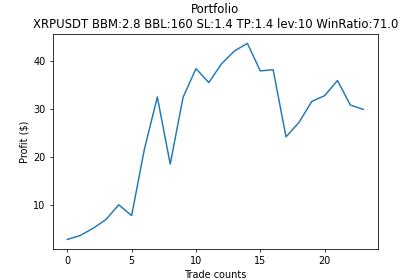 Portfolio
XRPUSDT BBM:2.8 BBL:160 SL:1.4 TP:1.4 lev:10 WinRatio:71.0
40
30
20
10
Profit ($)
0 5 10 15 20
Trade counts